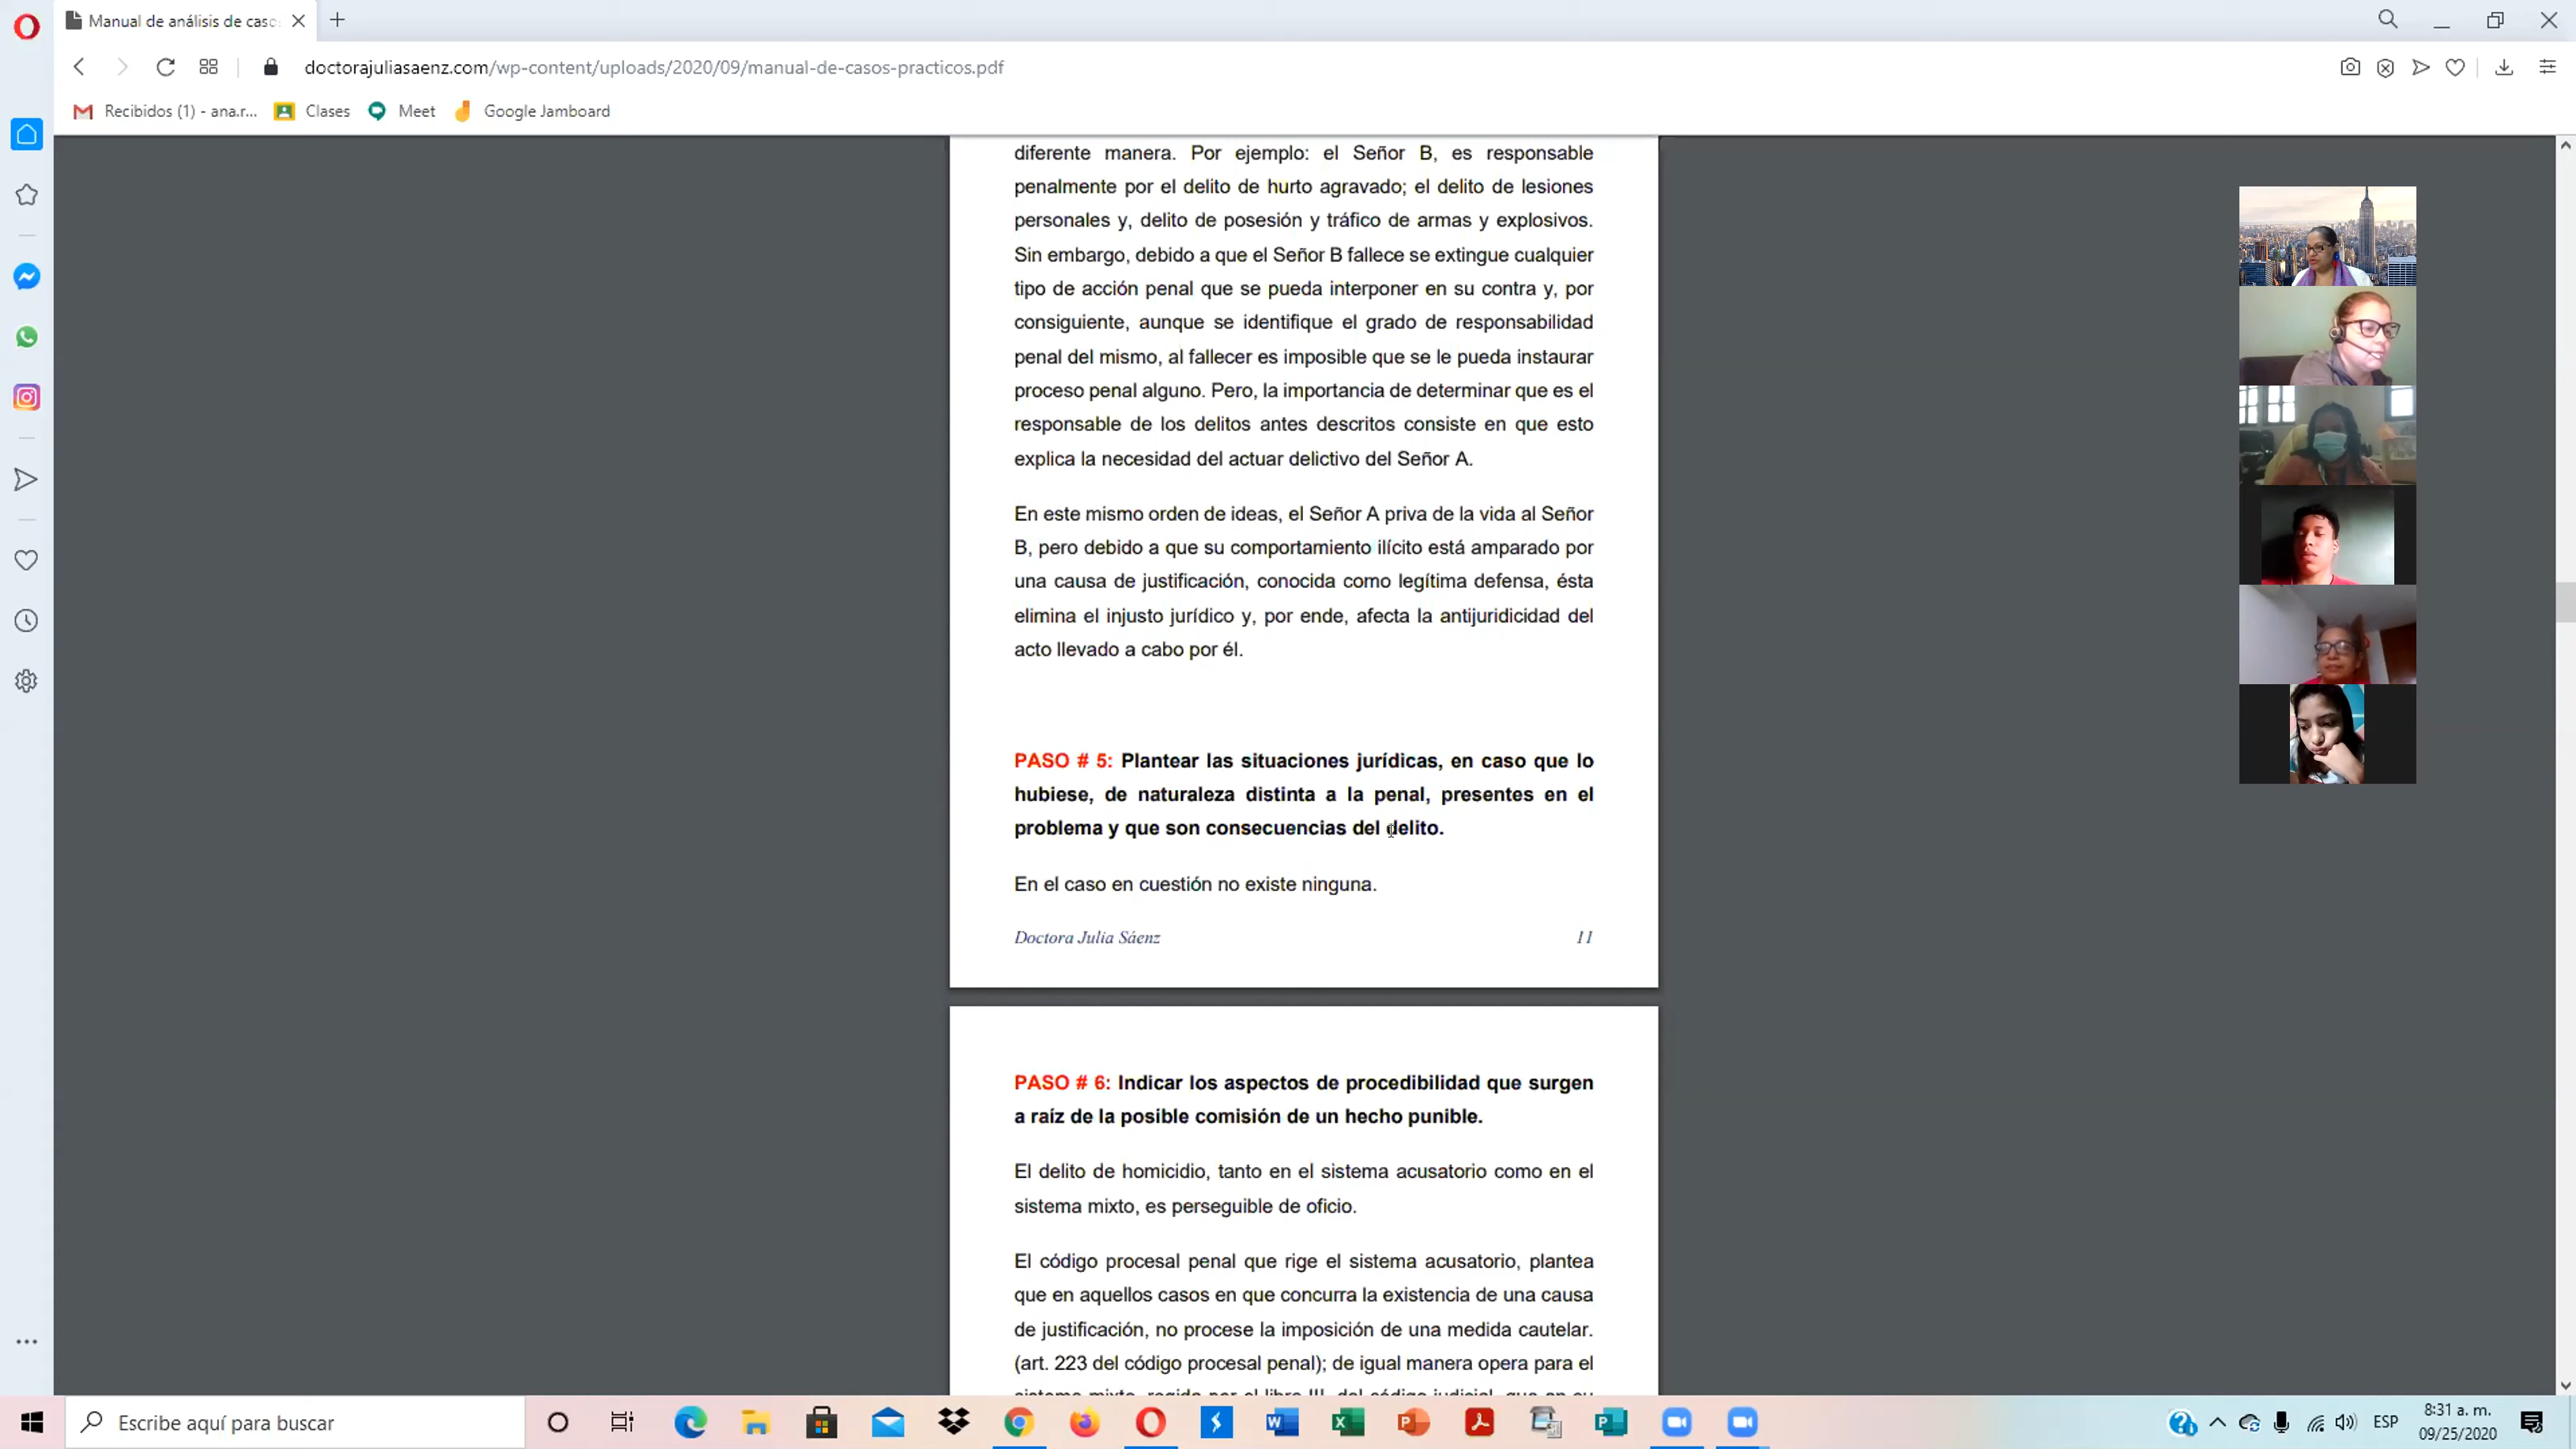 Manual de análisis de caso
doctorajuliasaenz.com/wp-content/uploads/2020/09/manual-de-casos-practicos.pdf
Recibidos (1) - ana.r...
Clases
Meet
Google Jamboard
diferente manera. Por ejemplo: el Señor B, es responsable
penalmente por el delito de hurto agravado; el delito de lesiones
personales y, delito de posesión y tráfico de armas y explosivos.
Sin embargo, debido a que el Señor B fallece se extingue cualquier
tipo de acción penal que se pueda interponer en su contra y, por
consiguiente, aunque se identifique el grado de responsabilidad
penal del mismo, al fallecer es imposible que se le pueda instaurar
proceso penal alguno. Pero, la importancia de determinar que es el
responsable de los delitos antes descritos consiste en que esto
explica la necesidad del actuar delictivo del Señor A.
En este mismo orden de ideas, el Señor A priva de la vida al Señor
B, pero debido a que su comportamiento ilícito está amparado por
una causa de justificación, conocida como legítima defensa, ésta
elimina el injusto jurídico y, por ende, afecta la antijuridicidad del
acto llevado a cabo por él.
PASO # 5: Plantear las situaciones jurídicas, en caso que lo
hubiese, de naturaleza distinta a la penal, presentes en el
problema y que son consecuencias del delito.
En el caso en cuestión no existe ninguna.
Doctora Julia Sáenz 11
PASO # 6: Indicar los aspectos de procedibilidad que surgen
a raíz de la posible comisión de un hecho punible.
El delito de homicidio, tanto en el sistema acusatorio como en el
sistema mixto, es perseguible de oficio.
El código procesal penal que rige el sistema acusatorio, plantea
que en aquellos casos en que concurra la existencia de una causa
de justificación, no procese la imposición de una medida cautelar.
(art. 223 del código procesal penal); de igual manera opera para el
sistema mixto, regido por el libro III, del código judicial, que en su
Escribe aquí para buscar
ESP
8:31 a. m.
09/25/2020